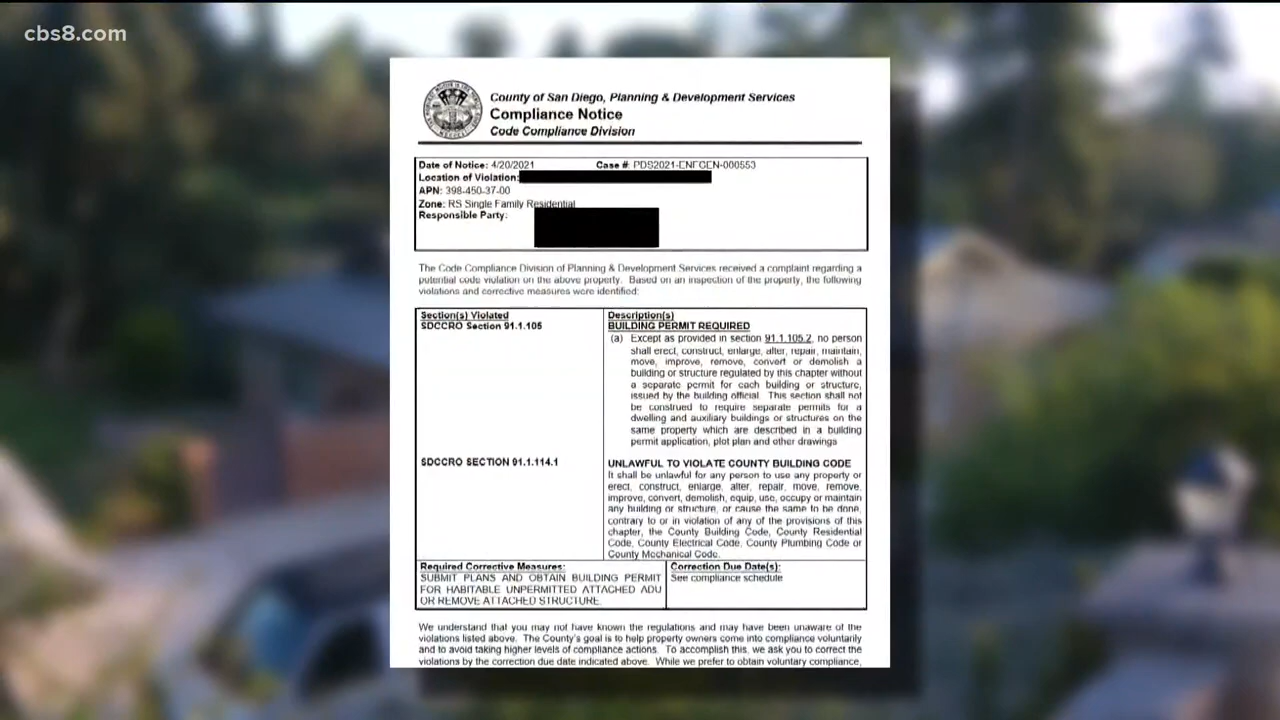 cbs8.com
County of San Diego, Planning & Development Services
Compliance Notice
Code Compliance Division
Date of Notice: 4/20/2021 Case #: PDS2021-ENFGEN-000553
Location of Violation:
APN: 398-450-37-00
Zone: RS Single Family Residential
Responsible Party:
The Code Compliance Division of Planning & Development Services received a complaint regarding a
potential code violation on the above property. Based on an inspection of the property, the following
violations and corrective measures were identified:
Section(s) Violated
SDCCRO Section 91.1.105
Description(s)
BUILDING PERMIT REQUIRED
(a) Except as provided in section 91.1.105.2, no person
shall erect, construct, enlarge, alter, repair, maintain,
move, improve, remove, convert or demolish a
building or structure regulated by this chapter without
a separate permit for each building or structure,
issued by the building official. This section shall not
be construed to require separate permits for a
dwelling and auxiliary buildings or structures on the
same property which are described in a building
permit application, plot plan and other drawings
SDCCRO SECTION 91.1.114.1
UNLAWFUL TO VIOLATE COUNTY BUILDING CODE
It shall be unlawful for any person to use any property or
erect, construct, enlarge, alter, repair, move, remove,
improve, convert, demolish, equip, use, occupy or maintain
any building or structure, or cause the same to be done,
contrary to or in violation of any of the provisions of this
chapter, the County Building Code, County Residential
Code, County Electrical Code, County Plumbing Code or
County Mechanical Code.
Required Corrective Measures:
SUBMIT PLANS AND OBTAIN BUILDING PERMIT
FOR HABITABLE UNPERMITTED ATTACHED ADU
OR REMOVE ATTACHED STRUCTURE
Correction Due Date(s):
See compliance schedule
We understand that you may not have known the regulations and may have been unaware of the
violations listed above. The County's goal is to help property owners come into compliance voluntarily
and to avoid taking higher levels of compliance actions. To accomplish this, we ask you to correct the
violations by the correction due date indicated above. While we prefer to obtain voluntary compliance,